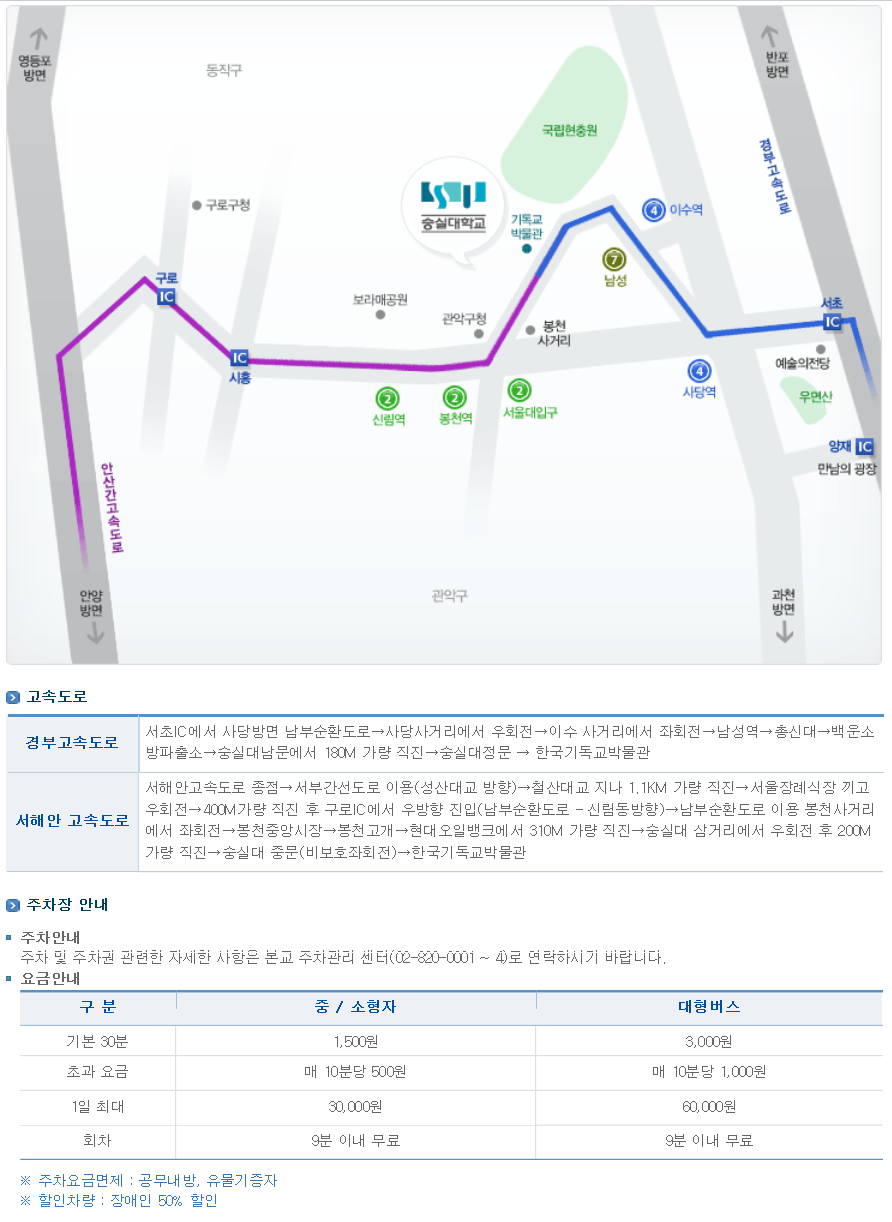 영등포
방면
동작구
반포
방면
국립현충원
경부고속도로
숭실대학교
기독교
박물관
4 이수역
구로구청
7
남성
구로
IC
보라매공원
관악구청
봉천
사거리
서초
IC
IC
시흥
예술의전당
2
신림역
2
봉천역
2
서울대입구
4
사당역
우면산
양재 IC
만남의 광장
안산간고속도로
안양
방면
관악구
과천
방면
고속도로
경부고속도로
서초IC에서 사당방면 남부순환도로→사당사거리에서 우회전→이수 사거리에서 좌회전→남성역→총신대→백운소
방파출소→숭실대남문에서 180M 가량 직진→숭실대정문 → 한국기독교박물관
서해안 고속도로
서해안고속도로 종점→서부간선도로 이용(성산대교 방향)→철산대교 지나 1.1KM 가량 직진→서울장례식장 끼고
우회전→400M가량 직진 후 구로IC에서 우방향 진입(남부순환도로 - 신림동방향)→남부순환도로 이용 봉천사거리
에서 좌회전→봉천중앙시장→봉천고개→현대오일뱅크에서 310M 가량 직진→숭실대 삼거리에서 우회전 후 200M
가량 직진→숭실대 중문(비보호좌회전)→한국기독교박물관
주차장 안내
주차안내
주차 및 주차권 관련한 자세한 사항은 본교 주차관리 센터(02-820-0001 ~ 4)로 연락하시기 바랍니다.
요금안내
구 분 중 / 소형자 대형버스
기본 30분 1,500원 3,000원
초과 요금 매 10분당 500원 매 10분당 1,000원
1일 최대 30,000원 60,000원
회차 9분 이내 무료 9분 이내 무료
※ 주차요금면제 : 공무내방, 유물기증자
※ 할인차량 : 장애인 50% 할인